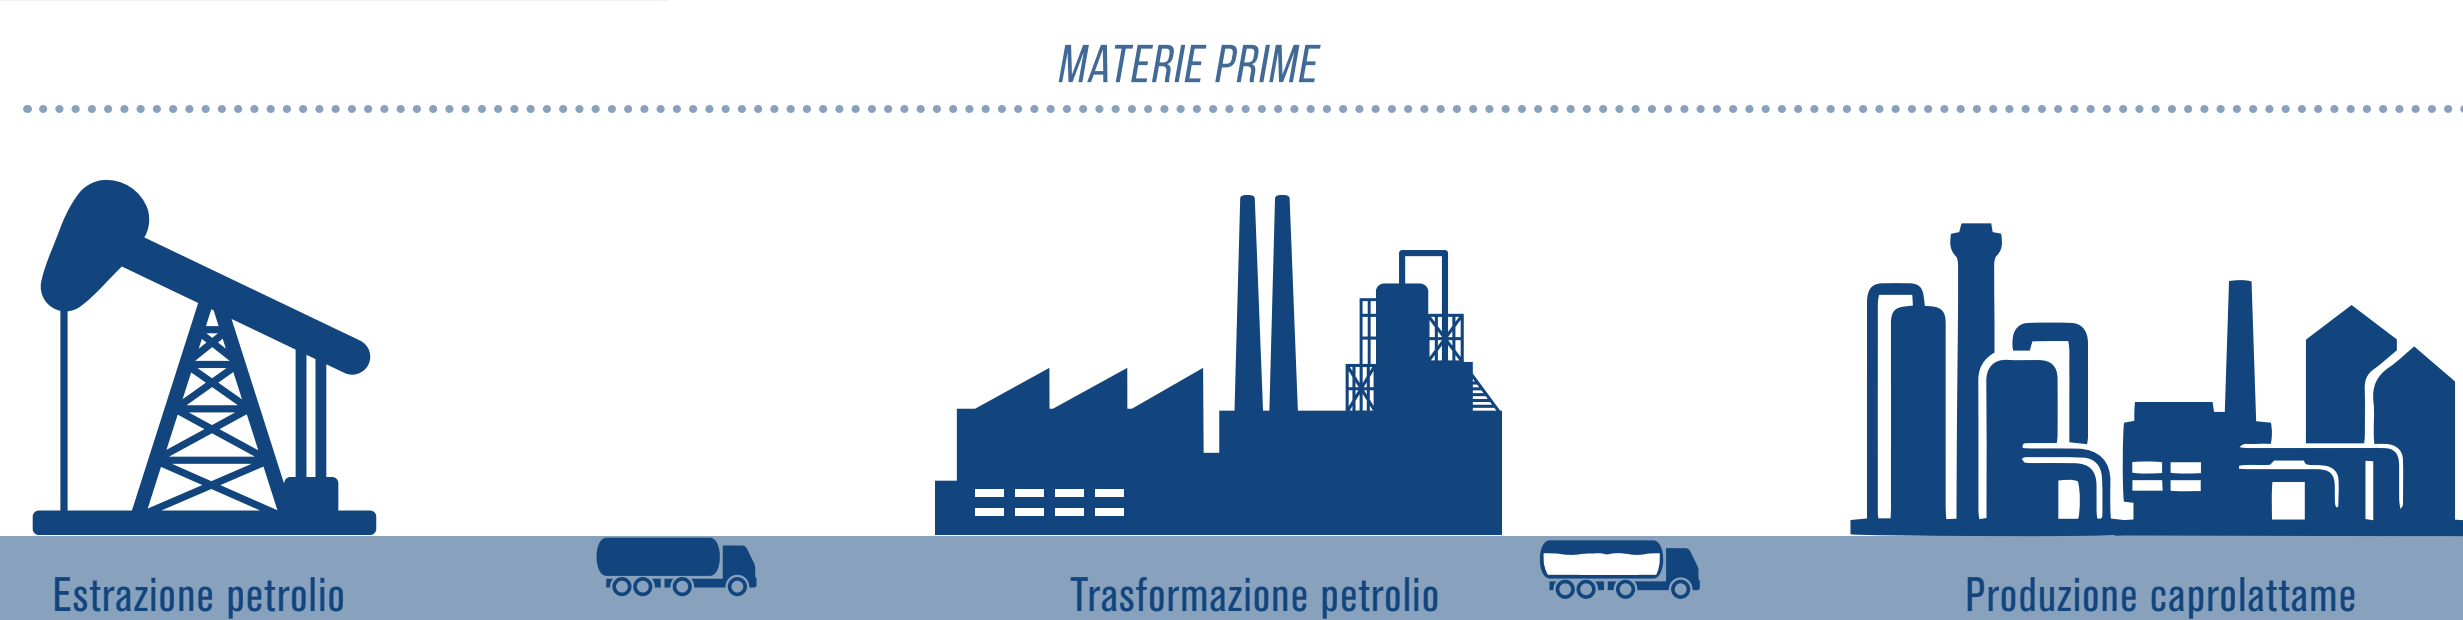 MATERIE PRIME
Estrazione petrolio
Trasformazione petrolio
Produzione caprolattame